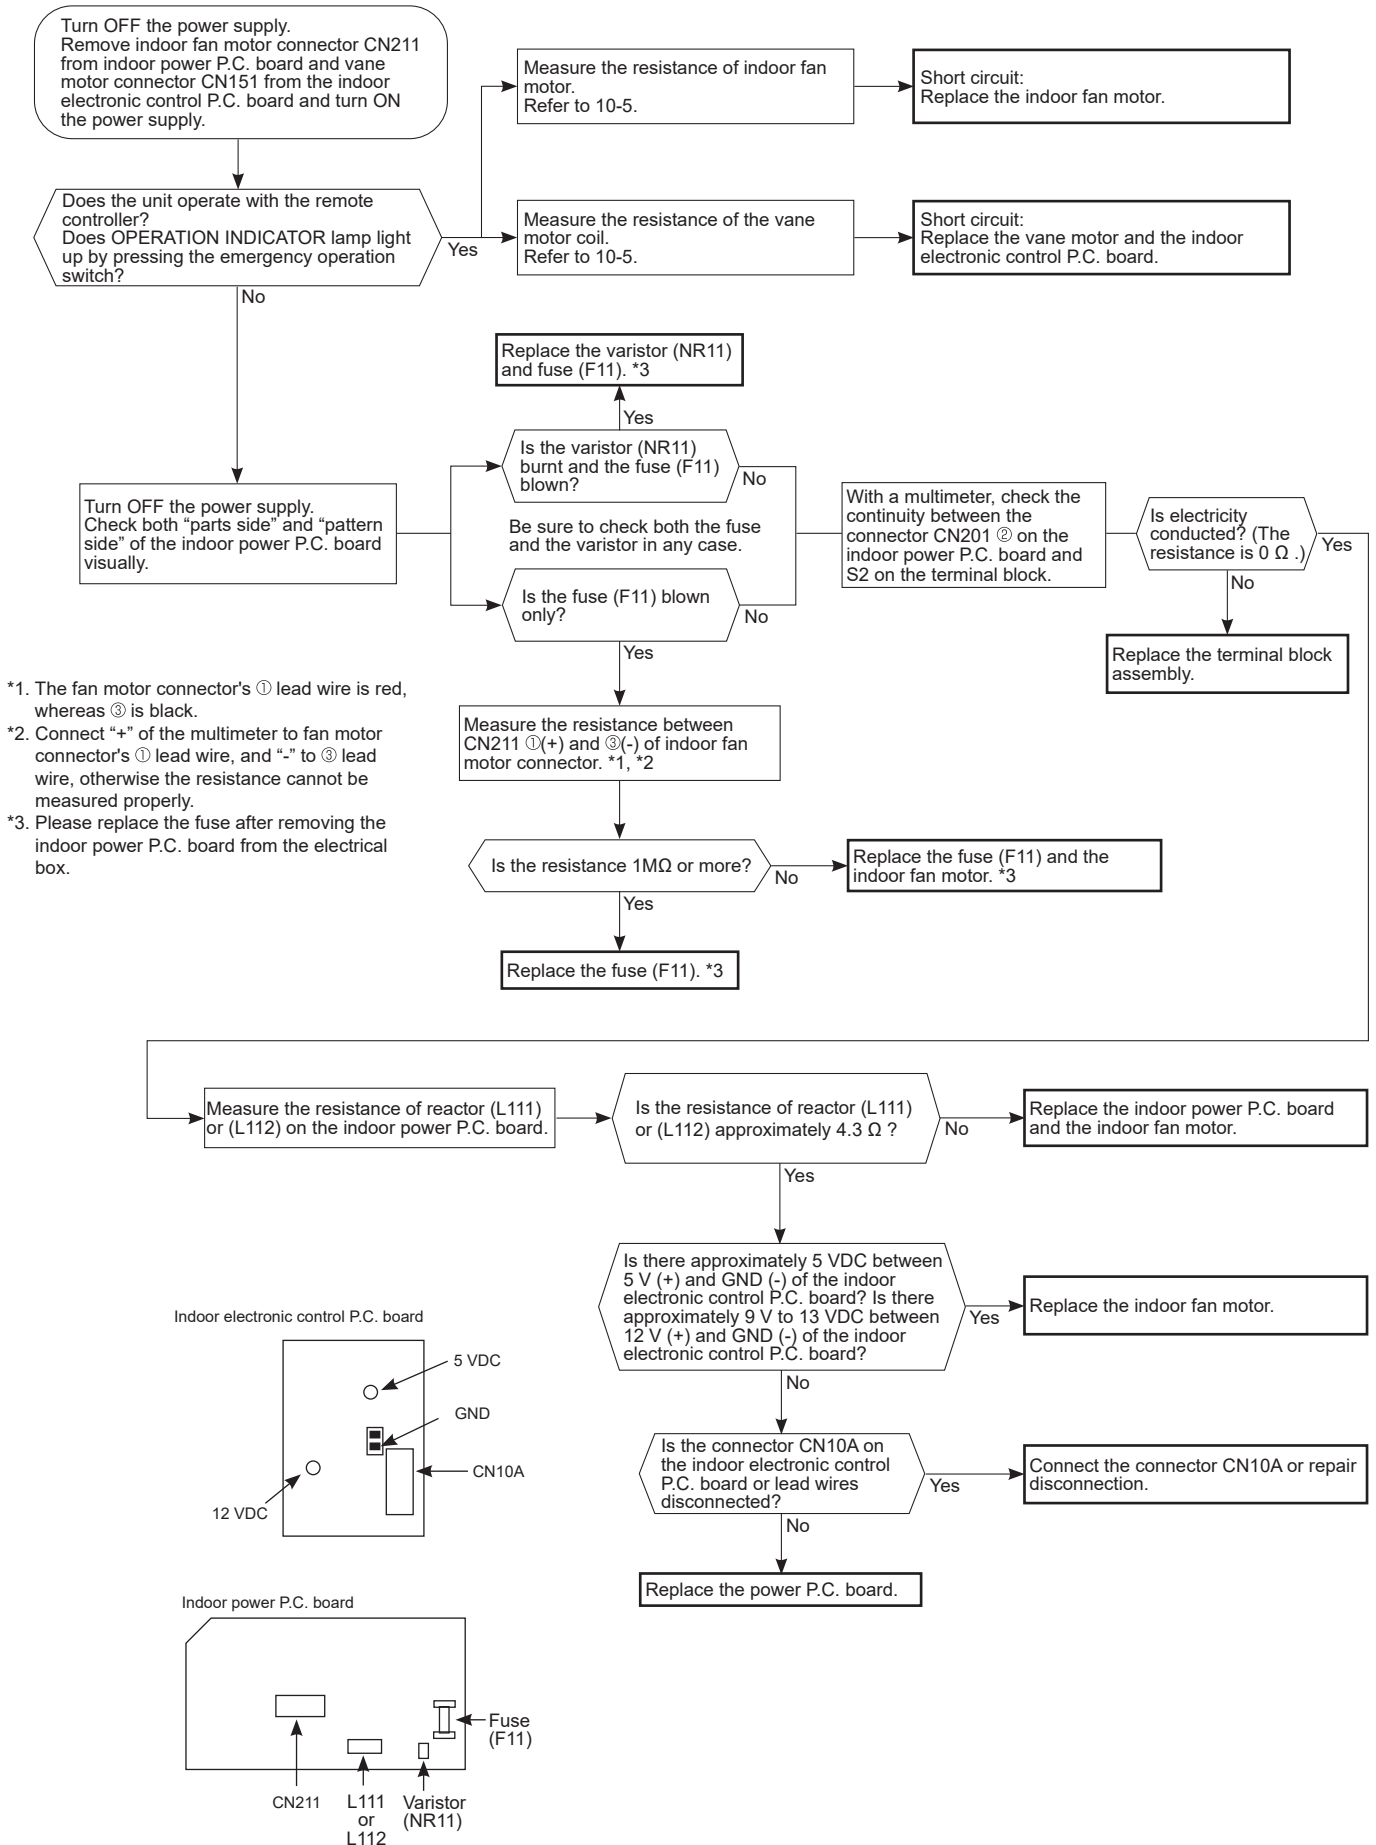 Turn OFF the power supply.
Remove indoor fan motor connector CN211
from indoor power P.C. board and vane
motor connector CN151 from the indoor
electronic control P.C. board and turn ON
the power supply.
Measure the resistance of indoor fan
motor.
Refer to 10-5.
Short circuit:
Replace the indoor fan motor.
Does the unit operate with the remote
controller?
Does OPERATION INDICATOR lamp light
up by pressing the emergency operation
switch?
Yes
Measure the resistance of the vane
motor coil.
Refer to 10-5.
Short circuit:
Replace the vane motor and the indoor
electronic control P.C. board.
No
Replace the varistor (NR11)
and fuse (F11). *3
Yes
Is the varistor (NR11)
burnt and the fuse (F11)
blown?
No
Turn OFF the power supply.
Check both “parts side” and “pattern
side” of the indoor power P.C. board
visually.
Be sure to check both the fuse
and the varistor in any case.
With a multimeter, check the
continuity between the
connector CN201 ② on the
indoor power P.C. board and
S2 on the terminal block.
Is electricity
conducted? (The
resistance is 0 Ω .)
Yes
No
Replace the terminal block
assembly.
Is the fuse (F11) blown
only?
No
Yes
*1. The fan motor connector's ① lead wire is red,
whereas ③ is black.
*2. Connect “+” of the multimeter to fan motor
connector's ① lead wire, and “-” to ③ lead
wire, otherwise the resistance cannot be
measured properly.
*3. Please replace the fuse after removing the
indoor power P.C. board from the electrical
box.
Measure the resistance between
CN211 ①(+) and ③(-) of indoor fan
motor connector. *1, *2
Is the resistance 1MΩ or more?
No
Replace the fuse (F11) and the
indoor fan motor. *3
Yes
Replace the fuse (F11). *3
Measure the resistance of reactor (L111)
or (L112) on the indoor power P.C. board.
Is the resistance of reactor (L111)
or (L112) approximately 4.3 Ω ?
No
Replace the indoor power P.C. board
and the indoor fan motor.
Yes
Is there approximately 5 VDC between
5 V (+) and GND (-) of the indoor
electronic control P.C. board? Is there
approximately 9 V to 13 VDC between
12 V (+) and GND (-) of the indoor
electronic control P.C. board?
Yes
Replace the indoor fan motor.
No
Is the connector CN10A on
the indoor electronic control
P.C. board or lead wires
disconnected?
Yes
Connect the connector CN10A or repair
disconnection.
No
Replace the power P.C. board.
Indoor electronic control P.C. board
5 VDC
GND
CN10A
12 VDC
Indoor power P.C. board
Fuse
(F11)
CN211
L111
or
L112
Varistor
(NR11)